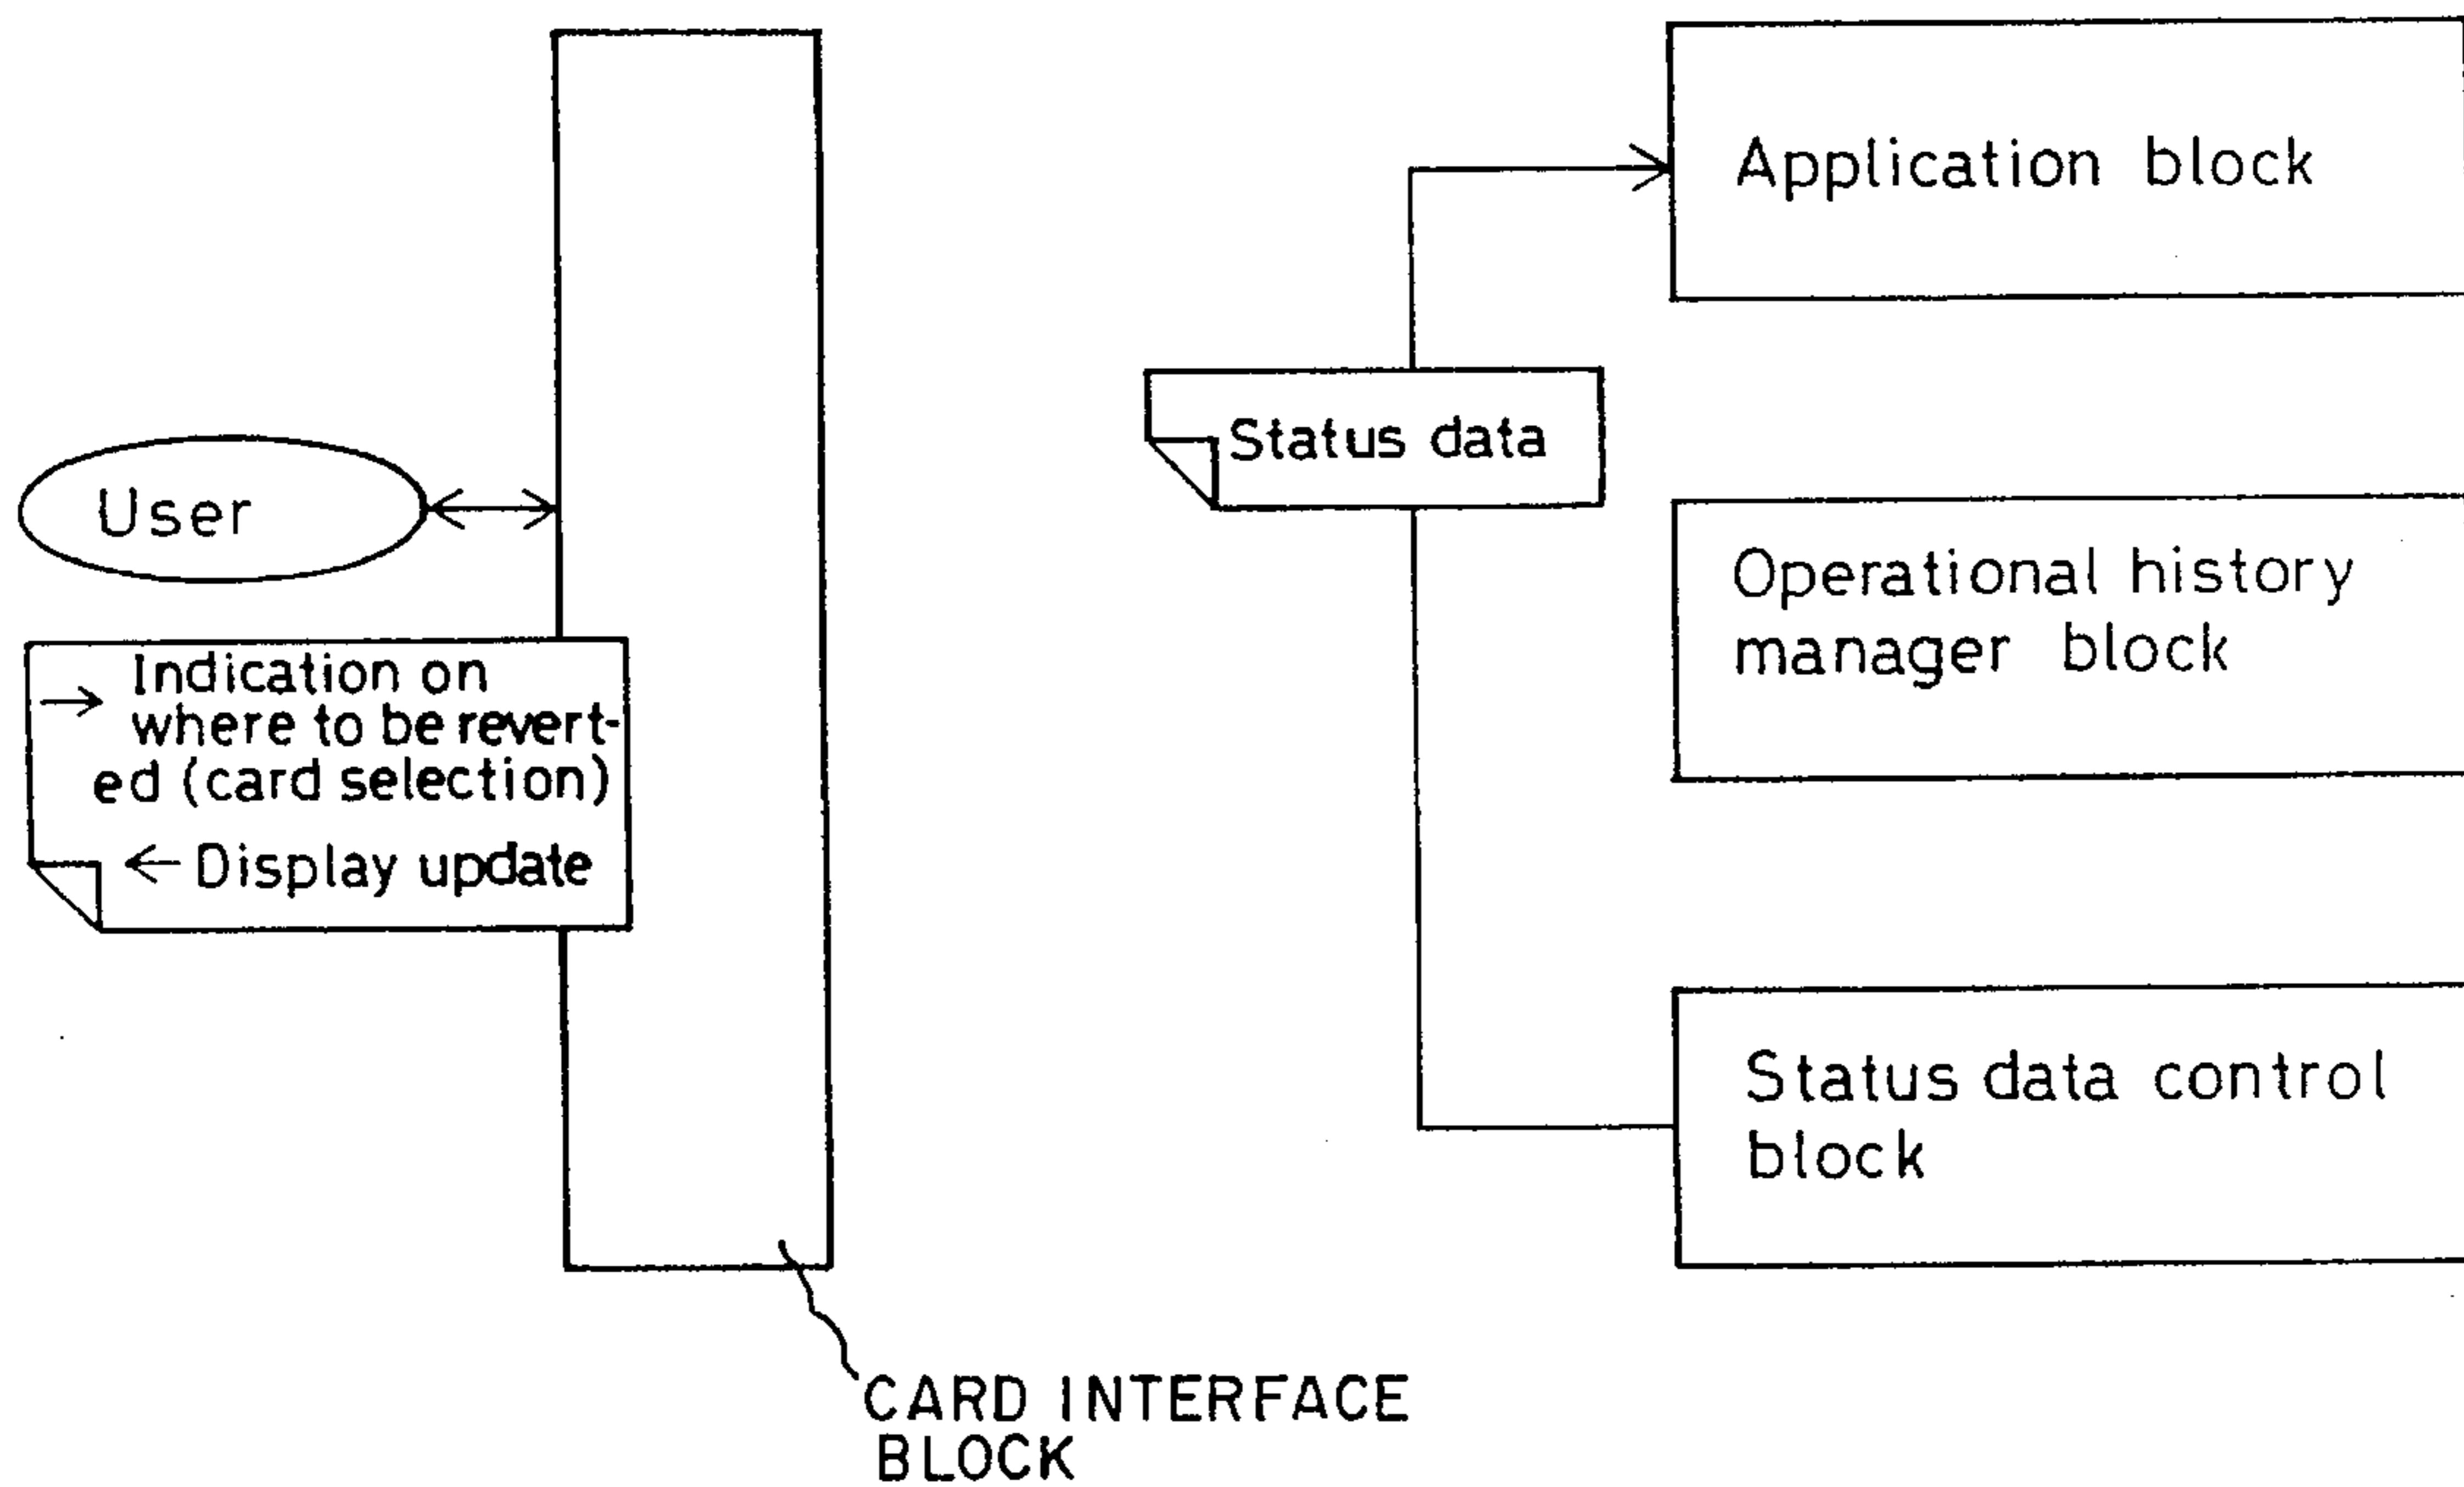 Application block
Status data
User
Operational history
manager block
→ Indication on
where to be revert-
ed (card selection)
← Display update
Status data control
block
CARD INTERFACE
BLOCK